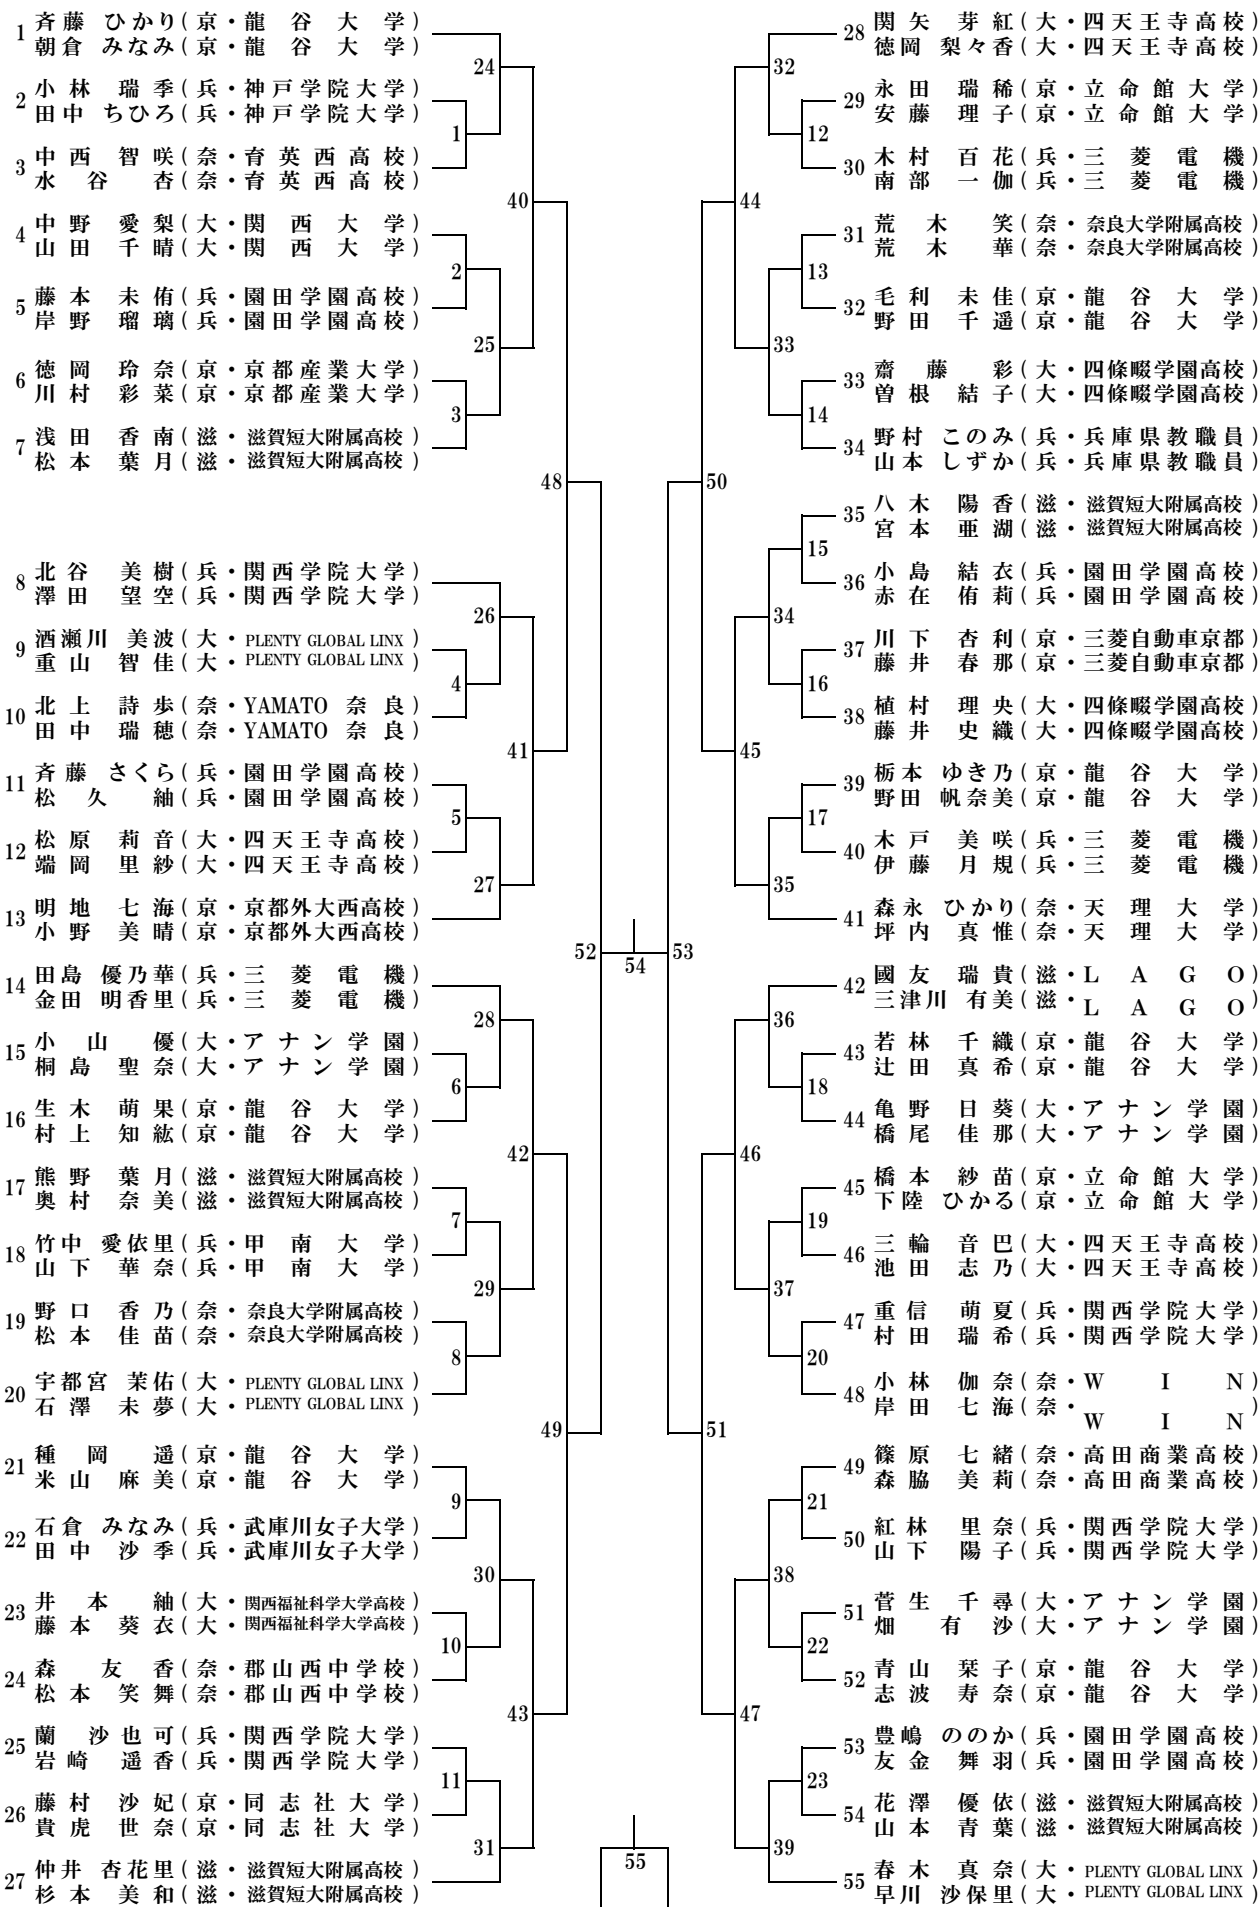 1 斉藤 ひかり(京・龍谷大学)
朝倉 みなみ(京・龍谷大学)
24
2 小林 瑞季(兵・神戸学院大学)
田中 ちひろ(兵・神戸学院大学)
1
3 中西 智咲(奈・育英西高校)
水谷 杏(奈・育英西高校)
40
4 中野 愛梨(大・関西大学)
山田 千晴(大・関西大学)
2
5 藤本 未侑(兵・園田学園高校)
岸野 瑠璃(兵・園田学園高校)
25
6 徳岡 玲奈(京・京都産業大学)
川村 彩菜(京・京都産業大学)
3
7 浅田 香南(滋・滋賀短大附属高校)
松本 葉月(滋・滋賀短大附属高校)
48
8 北谷 美樹(兵・関西学院大学)
澤田 望空(兵・関西学院大学)
26
9 酒瀬川 美波(大・PLENTY GLOBAL LINX)
重山 智佳(大・PLENTY GLOBAL LINX)
4
10 北上 詩歩(奈・YAMATO 奈良)
田中 瑞穂(奈・YAMATO 奈良)
41
11 斉藤 さくら(兵・園田学園高校)
松久 紬(兵・園田学園高校)
5
12 松原 莉音(大・四天王寺高校)
端岡 里紗(大・四天王寺高校)
27
13 明地 七海(京・京都外大西高校)
小野 美晴(京・京都外大西高校)
52
54
53
14 田島 優乃華(兵・三菱電機)
金田 明香里(兵・三菱電機)
28
15 小山 優(大・アナン学園)
桐島 聖奈(大・アナン学園)
6
16 生木 萌果(京・龍谷大学)
村上 知紘(京・龍谷大学)
42
17 熊野 葉月(滋・滋賀短大附属高校)
奥村 奈美(滋・滋賀短大附属高校)
7
18 竹中 愛依里(兵・甲南大学)
山下 華奈(兵・甲南大学)
29
19 野口 香乃(奈・奈良大学附属高校)
松本 佳苗(奈・奈良大学附属高校)
8
20 宇都宮 茉佑(大・PLENTY GLOBAL LINX)
石澤 未夢(大・PLENTY GLOBAL LINX)
49
21 種岡 遥(京・龍谷大学)
米山 麻美(京・龍谷大学)
9
22 石倉 みなみ(兵・武庫川女子大学)
田中 沙季(兵・武庫川女子大学)
30
23 井本 紬(大・関西福祉科学大学高校)
藤本 葵衣(大・関西福祉科学大学高校)
10
24 森 友香(奈・郡山西中学校)
松本 笑舞(奈・郡山西中学校)
43
25 蘭 沙也可(兵・関西学院大学)
岩崎 遥香(兵・関西学院大学)
11
26 藤村 沙妃(京・同志社大学)
貴虎 世奈(京・同志社大学)
31
27 仲井 杏花里(滋・滋賀短大附属高校)
杉本 美和(滋・滋賀短大附属高校)
55
28 関矢 芽紅(大・四天王寺高校)
徳岡 梨々香(大・四天王寺高校)
32
29 永田 瑞稀(京・立命館大学)
安藤 理子(京・立命館大学)
12
30 木村 百花(兵・三菱電機)
南部 一伽(兵・三菱電機)
44
31 荒木 笑(奈・奈良大学附属高校)
荒木 華(奈・奈良大学附属高校)
13
32 毛利 未佳(京・龍谷大学)
野田 千遥(京・龍谷大学)
33
33 齋藤 彩(大・四條畷学園高校)
曽根 結子(大・四條畷学園高校)
14
34 野村 このみ(兵・兵庫県教職員)
山本 しずか(兵・兵庫県教職員)
50
35 八木 陽香(滋・滋賀短大附属高校)
宮本 亜湖(滋・滋賀短大附属高校)
15
36 小島 結衣(兵・園田学園高校)
赤在 侑莉(兵・園田学園高校)
34
37 川下 杏利(京・三菱自動車京都)
藤井 春那(京・三菱自動車京都)
16
38 植村 理央(大・四條畷学園高校)
藤井 史織(大・四條畷学園高校)
45
39 栃本 ゆき乃(京・龍谷大学)
野田 帆奈美(京・龍谷大学)
17
40 木戸 美咲(兵・三菱電機)
伊藤 月規(兵・三菱電機)
35
41 森永 ひかり(奈・天理大学)
坪内 真惟(奈・天理大学)
42 國友 瑞貴(滋・LAGO)
三津川 有美(滋・LAGO)
36
43 若林 千織(京・龍谷大学)
辻田 真希(京・龍谷大学)
18
44 亀野 日葵(大・アナン学園)
橋尾 佳那(大・アナン学園)
46
45 橋本 紗苗(京・立命館大学)
下陸 ひかる(京・立命館大学)
19
46 三輪 音巴(大・四天王寺高校)
池田 志乃(大・四天王寺高校)
37
47 重信 萌夏(兵・関西学院大学)
村田 瑞希(兵・関西学院大学)
20
48 小林 伽奈(奈・WIN)
岸田 七海(奈・WIN)
51
49 篠原 七緒(奈・高田商業高校)
森脇 美莉(奈・高田商業高校)
21
50 紅林 里奈(兵・関西学院大学)
山下 陽子(兵・関西学院大学)
38
51 菅生 千尋(大・アナン学園)
畑 有沙(大・アナン学園)
22
52 青山 栞子(京・龍谷大学)
志波 寿奈(京・龍谷大学)
47
53 豊嶋 ののか(兵・園田学園高校)
友金 舞羽(兵・園田学園高校)
23
54 花澤 優依(滋・滋賀短大附属高校)
山本 青葉(滋・滋賀短大附属高校)
39
55 春木 真奈(大・PLENTY GLOBAL LINX)
早川 沙保里(大・PLENTY GLOBAL LINX)